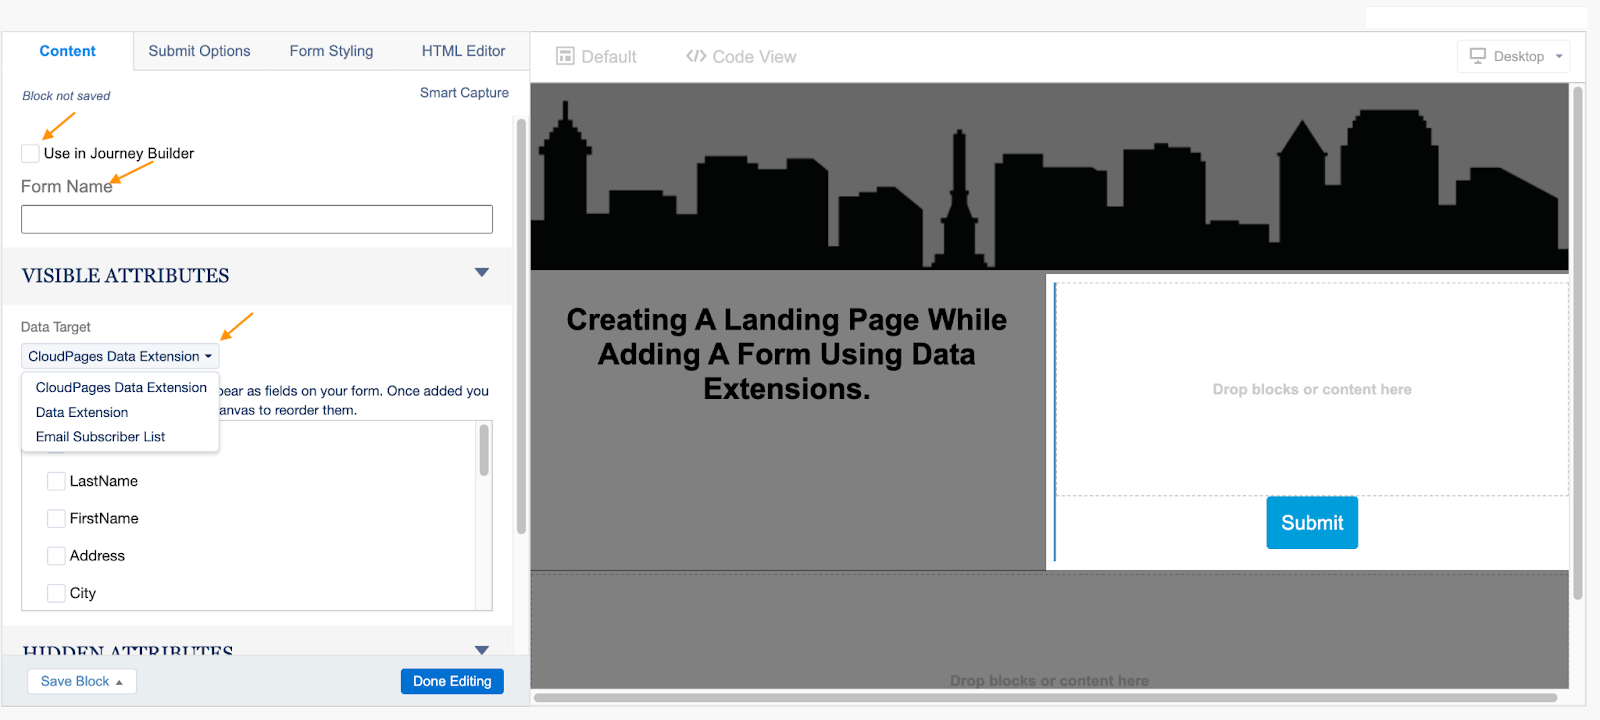 Content
Submit Options
Form Styling
HTML Editor
Block not saved
Smart Capture
Use in Journey Builder
Form Name
VISIBLE ATTRIBUTES
Data Target
CloudPages Data Extension
CloudPages Data Extension
Data Extension
Email Subscriber List
pear as fields on your form. Once added you
anvas to reorder them.
LastName
FirstName
Address
City
HIDDEN ATTRIBUTES
Save Block
Done Editing
Default
</> Code View
Desktop
Creating A Landing Page While
Adding A Form Using Data
Extensions.
Drop blocks or content here
Submit
Drop blocks or content here